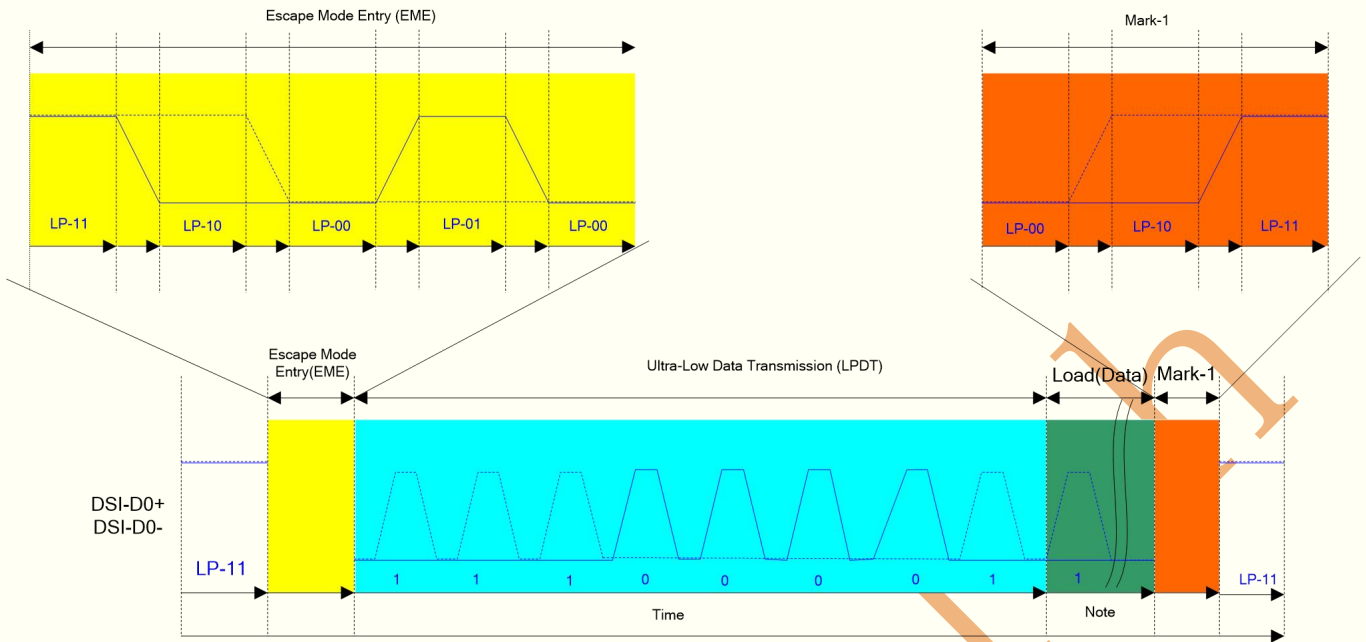 Escape Mode Entry (EME)
Mark-1
LP-11 LP-10 LP-00 LP-01 LP-00
LP-00 LP-10 LP-11
Escape Mode
Entry(EME)
Ultra-Low Data Transmission (LPDT)
Load(Data) Mark-1
DSI-D0+
DSI-D0-
LP-11
1 1 1 0 0 0 0 1 1
LP-11
Time
Note